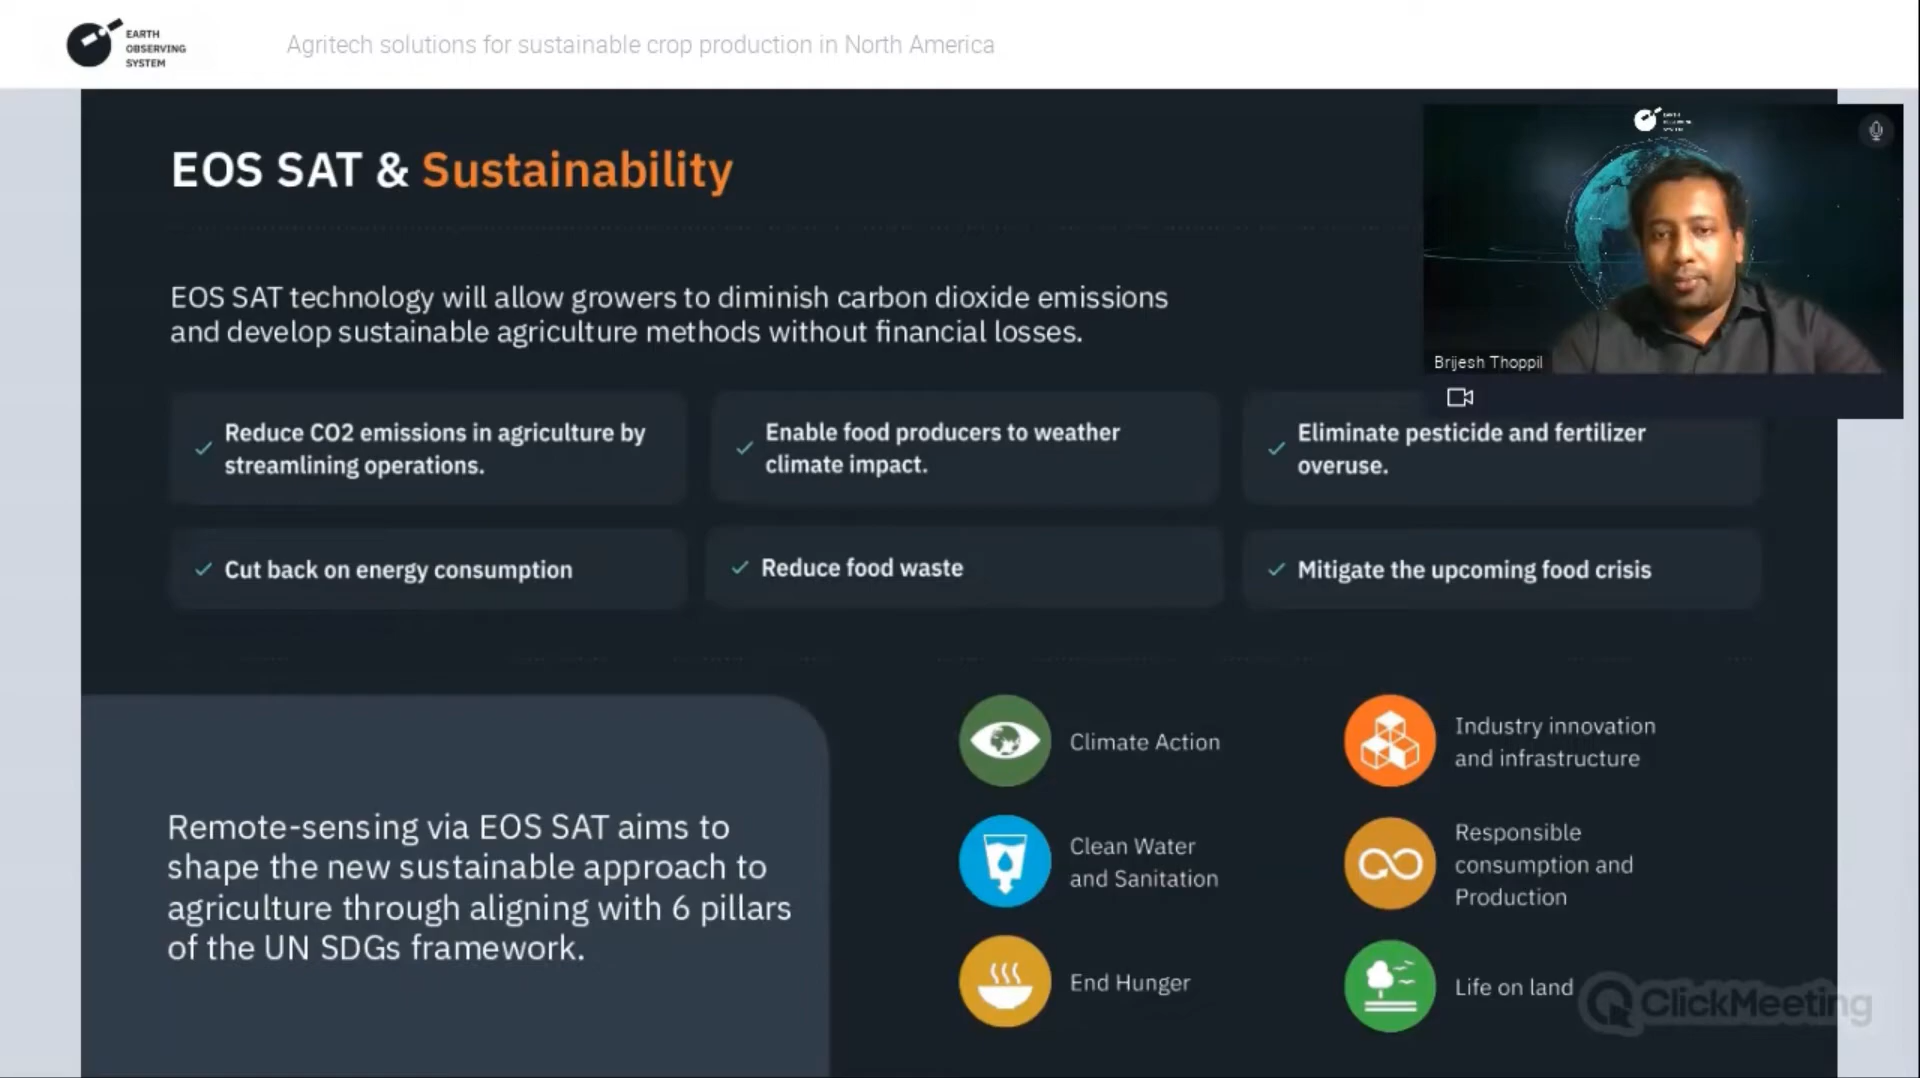 EARTH
OBSERVING
SYSTEM
Agritech solutions for sustainable crop production in North America
EOS SAT & Sustainability
EOS SAT technology will allow growers to diminish carbon dioxide emissions
and develop sustainable agriculture methods without financial losses.
Brijesh Thoppil
Reduce CO2 emissions in agriculture by
streamlining operations.
Enable food producers to weather
climate impact.
Eliminate pesticide and fertilizer
overuse.
Cut back on energy consumption
Reduce food waste
Mitigate the upcoming food crisis
Remote-sensing via EOS SAT aims to
shape the new sustainable approach to
agriculture through aligning with 6 pillars
of the UN SDGs framework.
Climate Action
Clean Water
and Sanitation
End Hunger
Industry innovation
and infrastructure
Responsible
consumption and
Production
Life on land
ClickMeeting